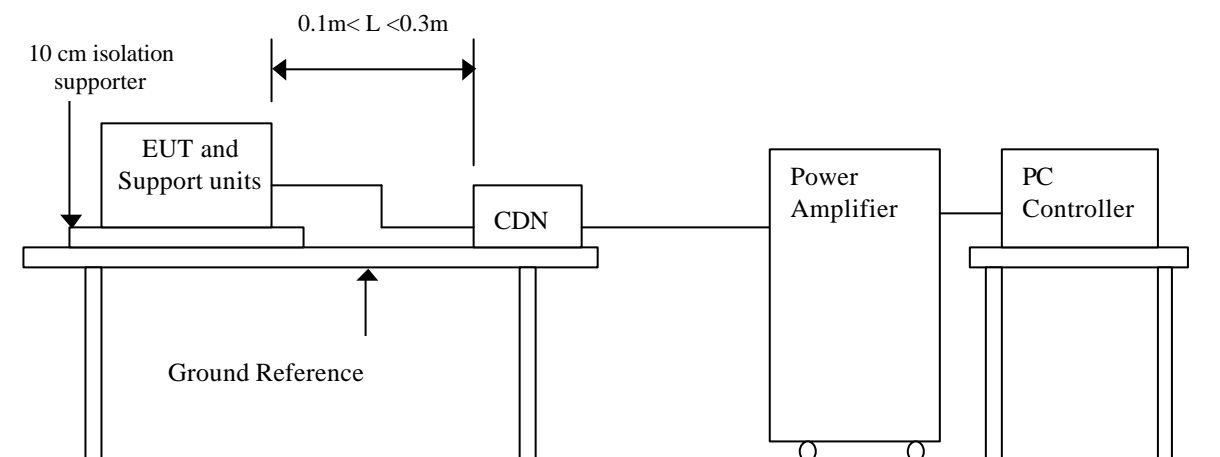 0.1m< L <0.3m
10 cm isolation
supporter
EUT and
Support units
CDN
Power
Amplifier
PC
Controller
Ground Reference